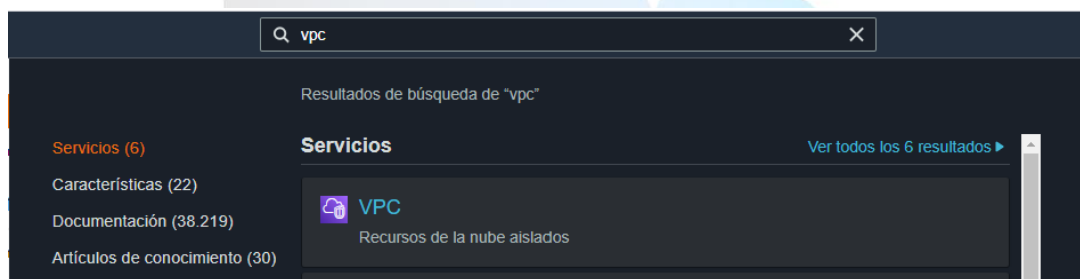 vpc
Resultados de búsqueda de "vpc"
Servicios (6)
Características (22)
Documentación (38.219)
Artículos de conocimiento (30)
Servicios
Ver todos los 6 resultados
VPC
Recursos de la nube aislados